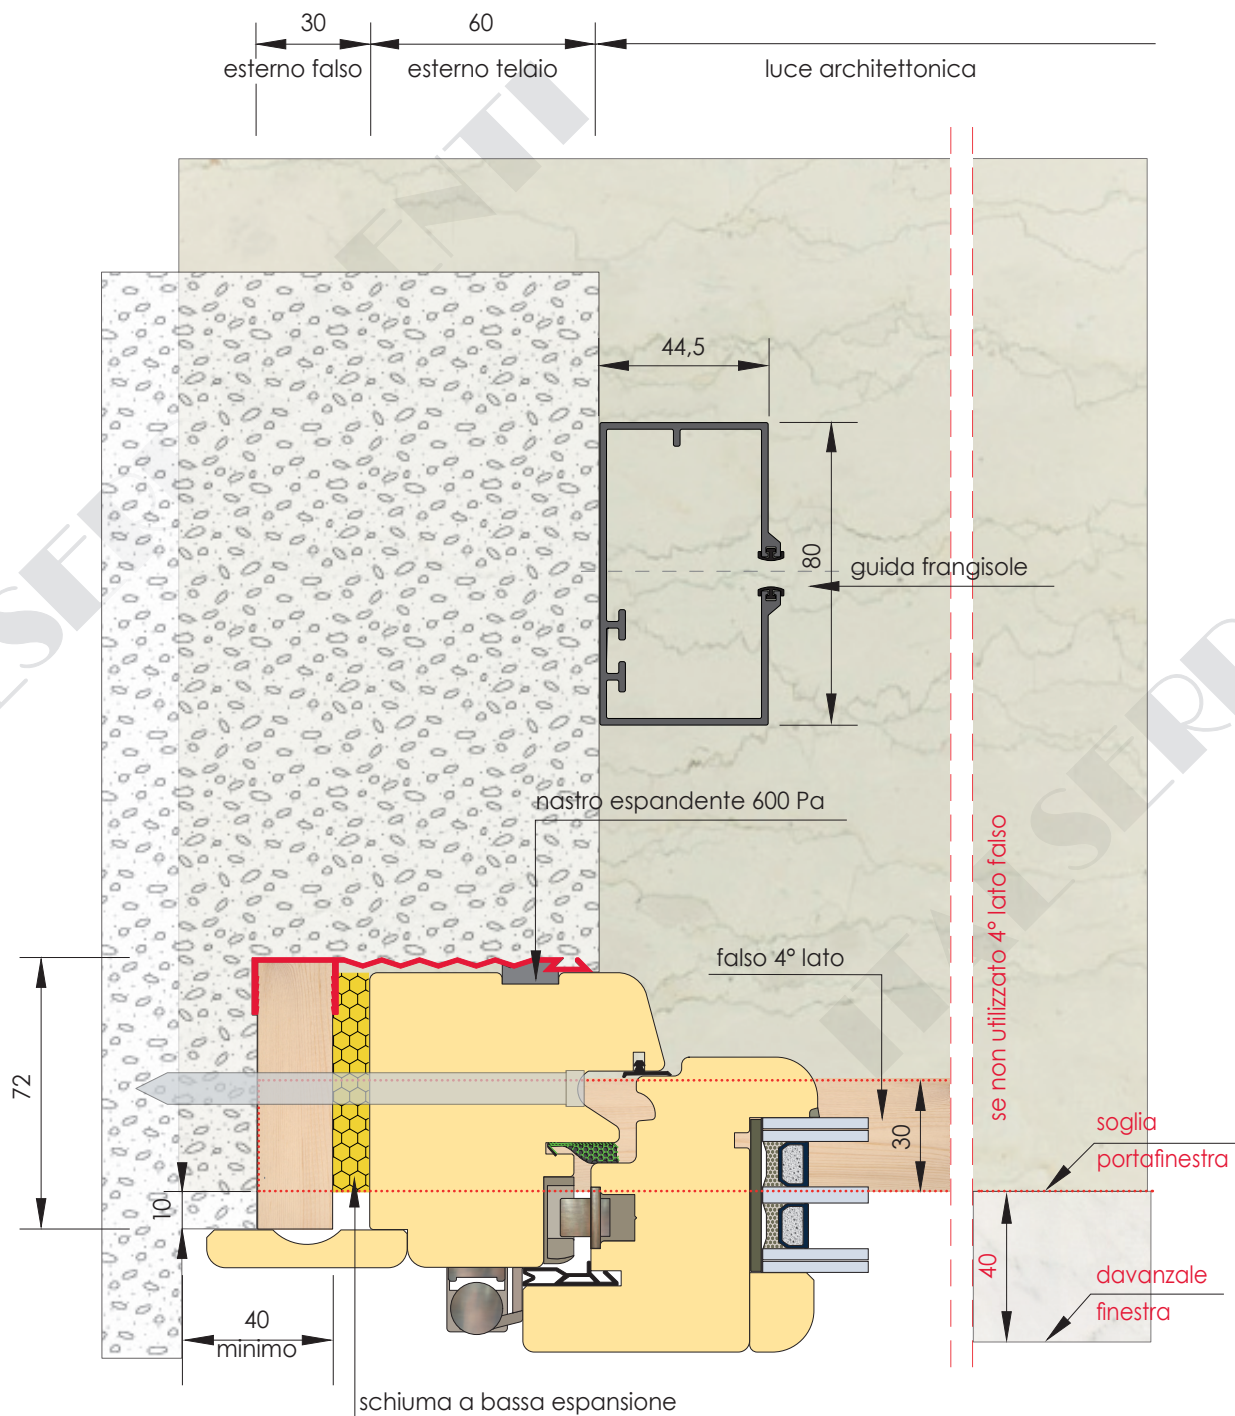 30
60
esterno falso
esterno telaio
luce architettonica
44,5
80
guida frangisole
nastro espandente 600 Pa
falso 4° lato
se non utilizzato 4° lato falso
72
30
soglia
portafinestra
10
40
davanzale
finestra
40
minimo
schiuma a bassa espansione